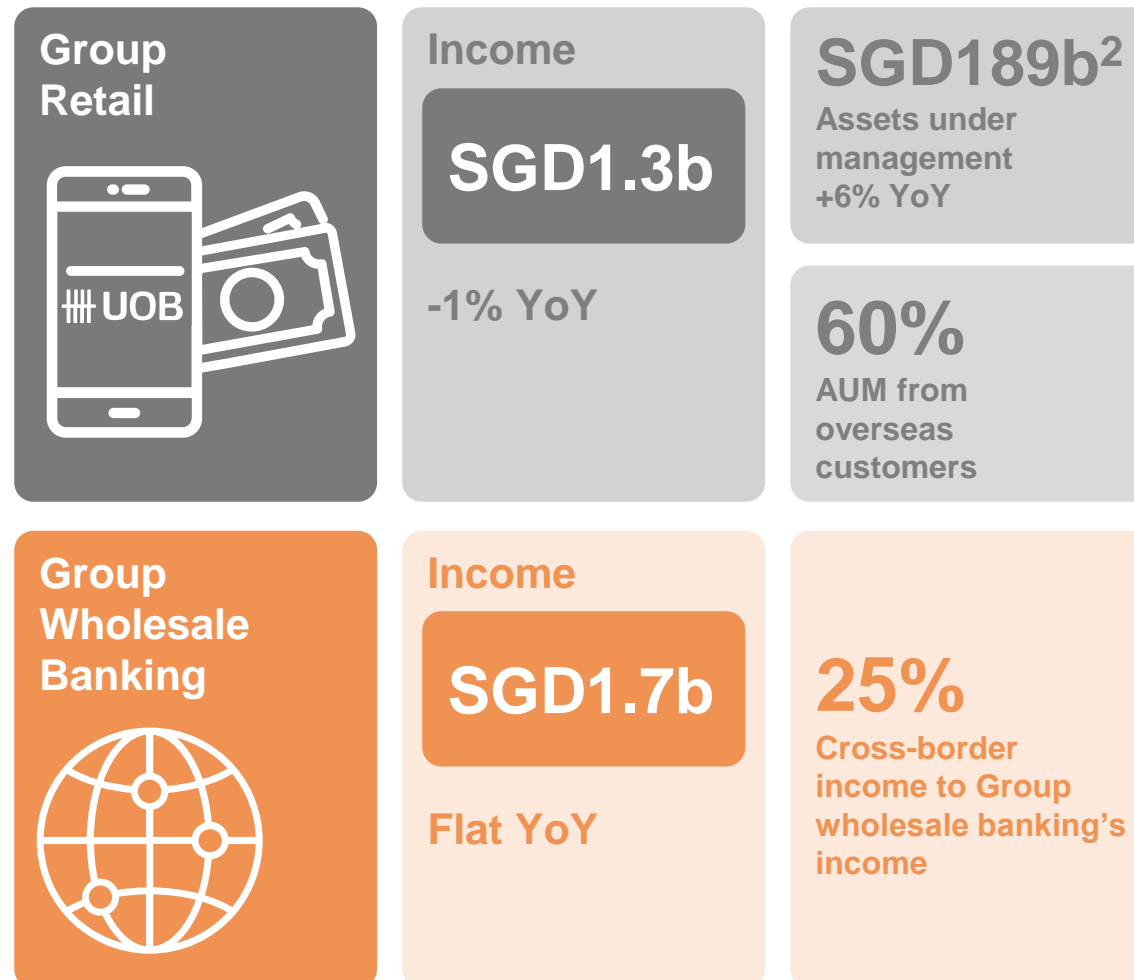 Group
Retail
UOB
Income
SGD1.3b
-1% YoY
SGD189b²
Assets under
management
+6% YoY
60%
AUM from
overseas
customers
Group
Wholesale
Banking
Income
SGD1.7b
Flat YoY
25%
Cross-border
income to Group
wholesale banking's
income